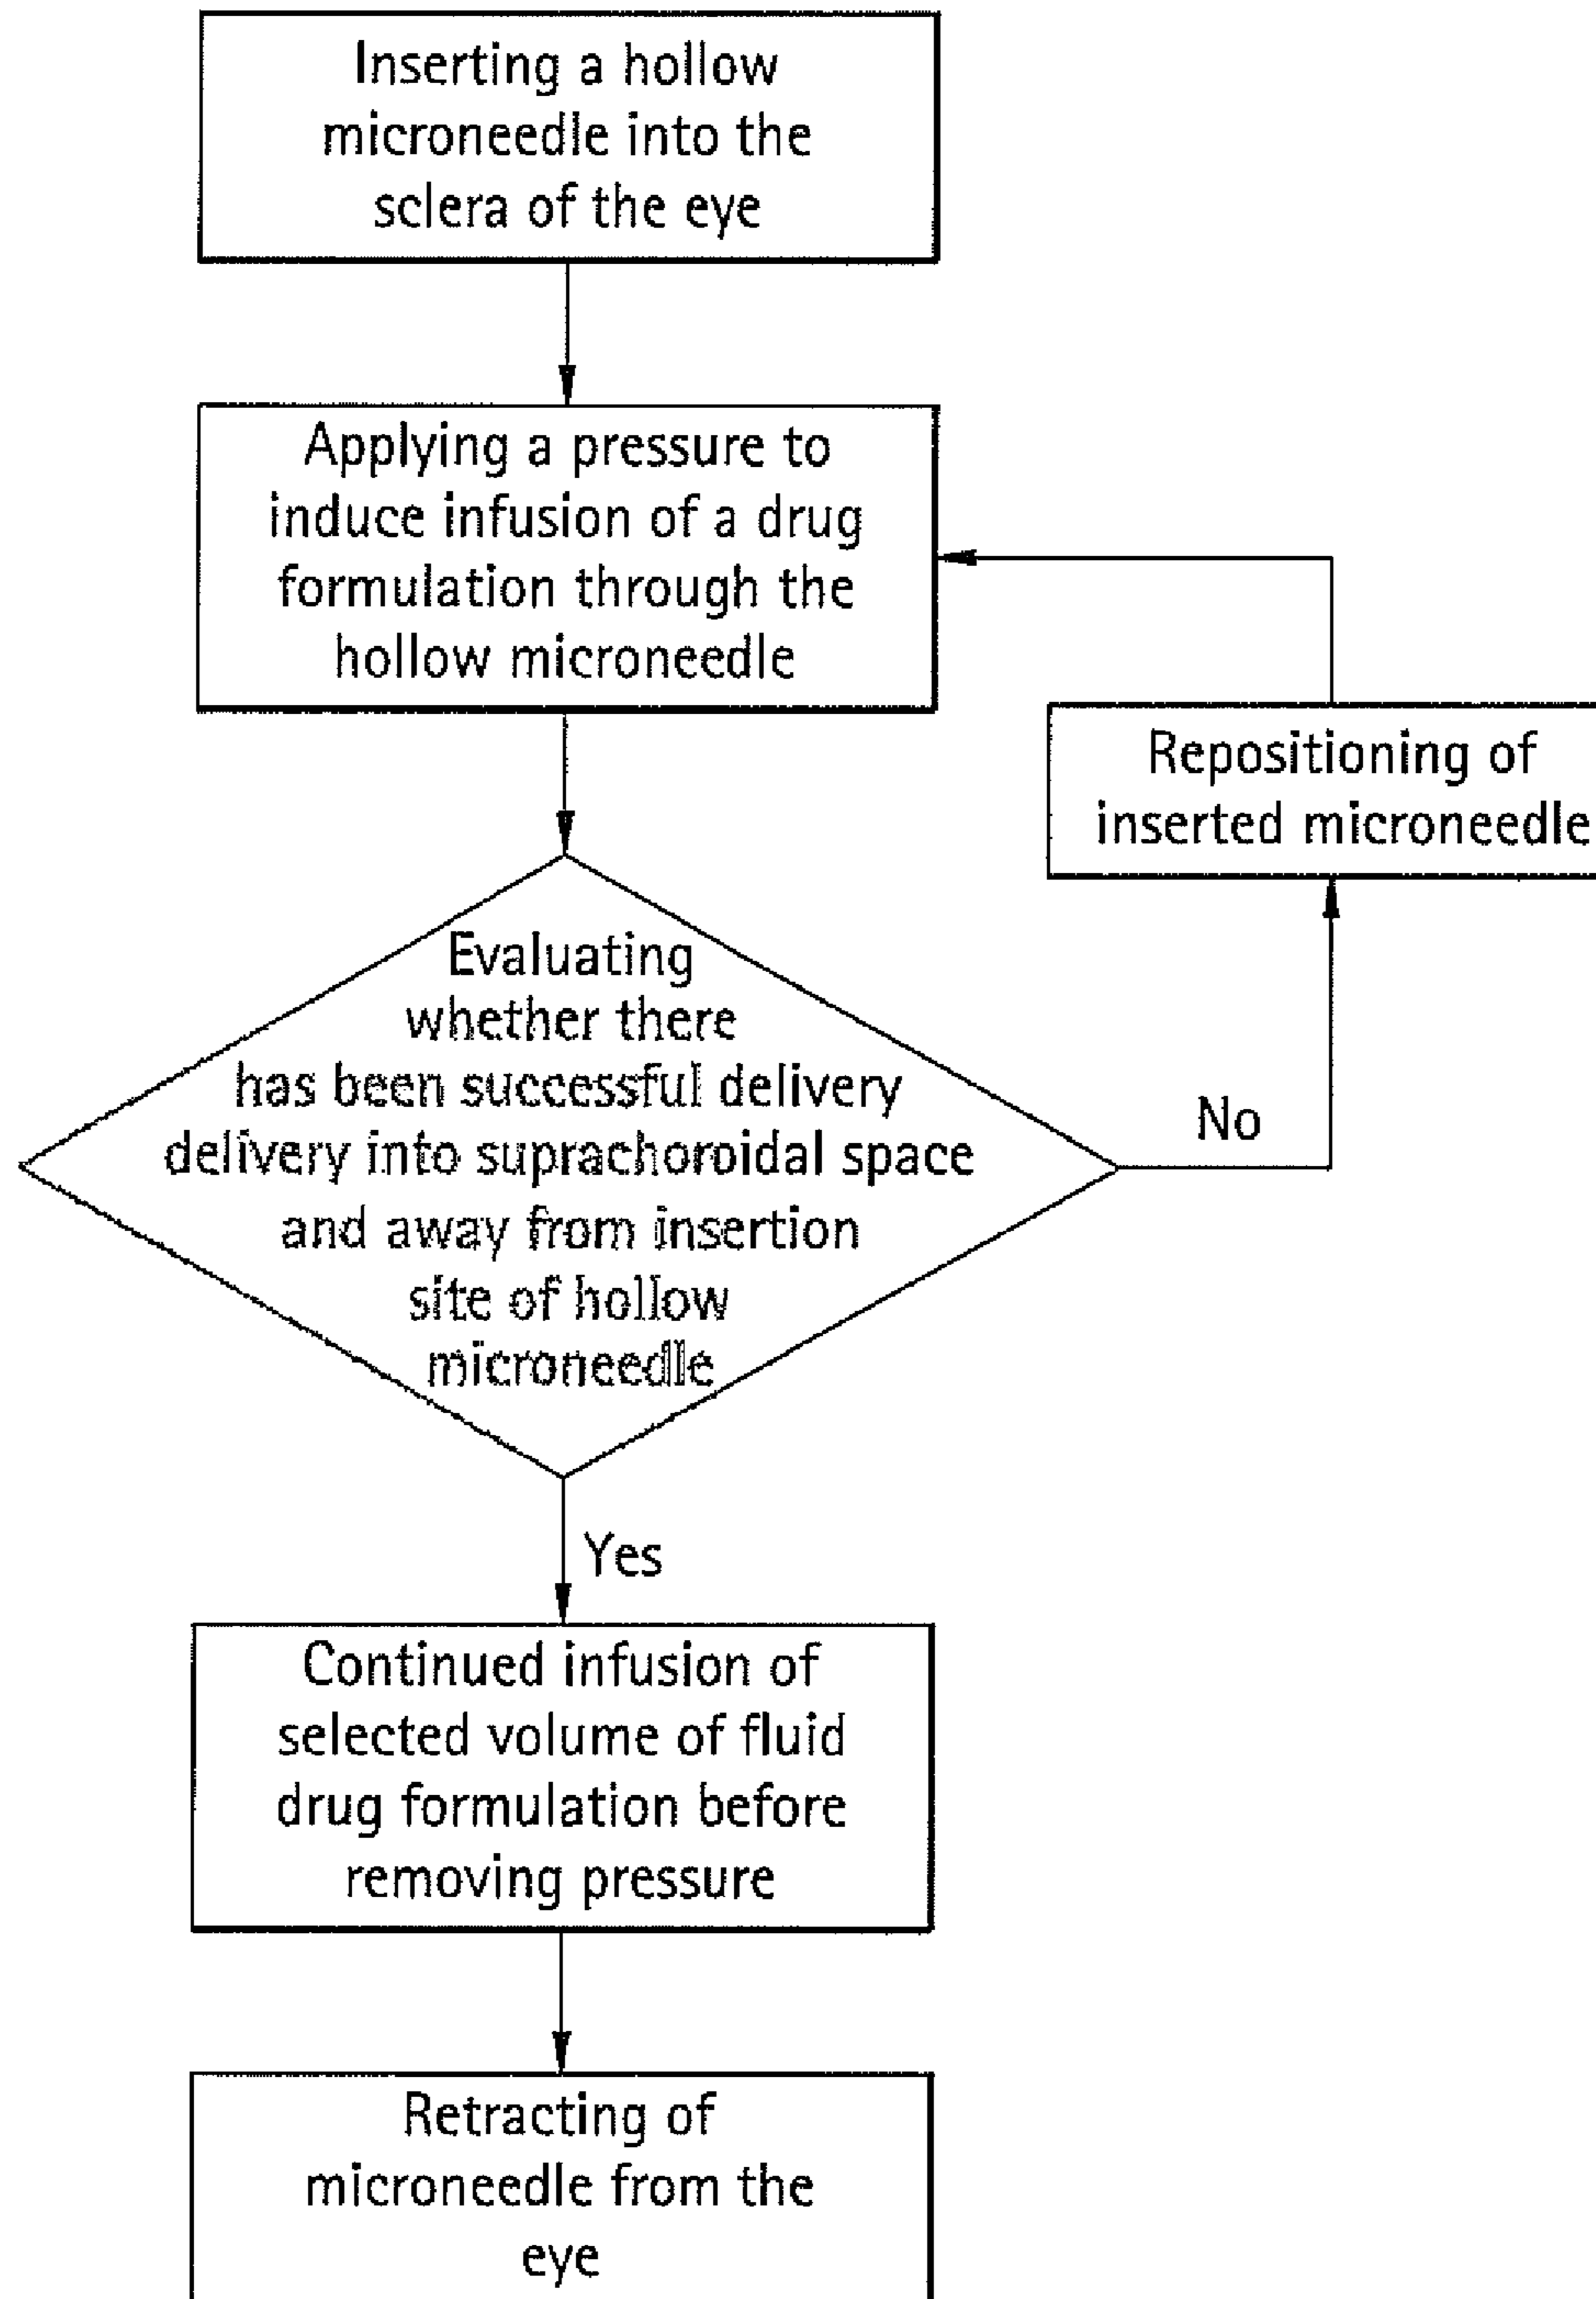 Inserting a hollow
microneedle into the
sclera of the eye
Applying a pressure to
induce infusion of a drug
formulation through the
hollow microneedle
Repositioning of
inserted microneedle
Evaluating
whether there
has been successful delivery
delivery into suprachoroidal space
and away from insertion
site of hollow
microneedle
No
Yes
Continued infusion of
selected volume of fluid
drug formulation before
removing pressure
Retracting of
microneedle from the
eye